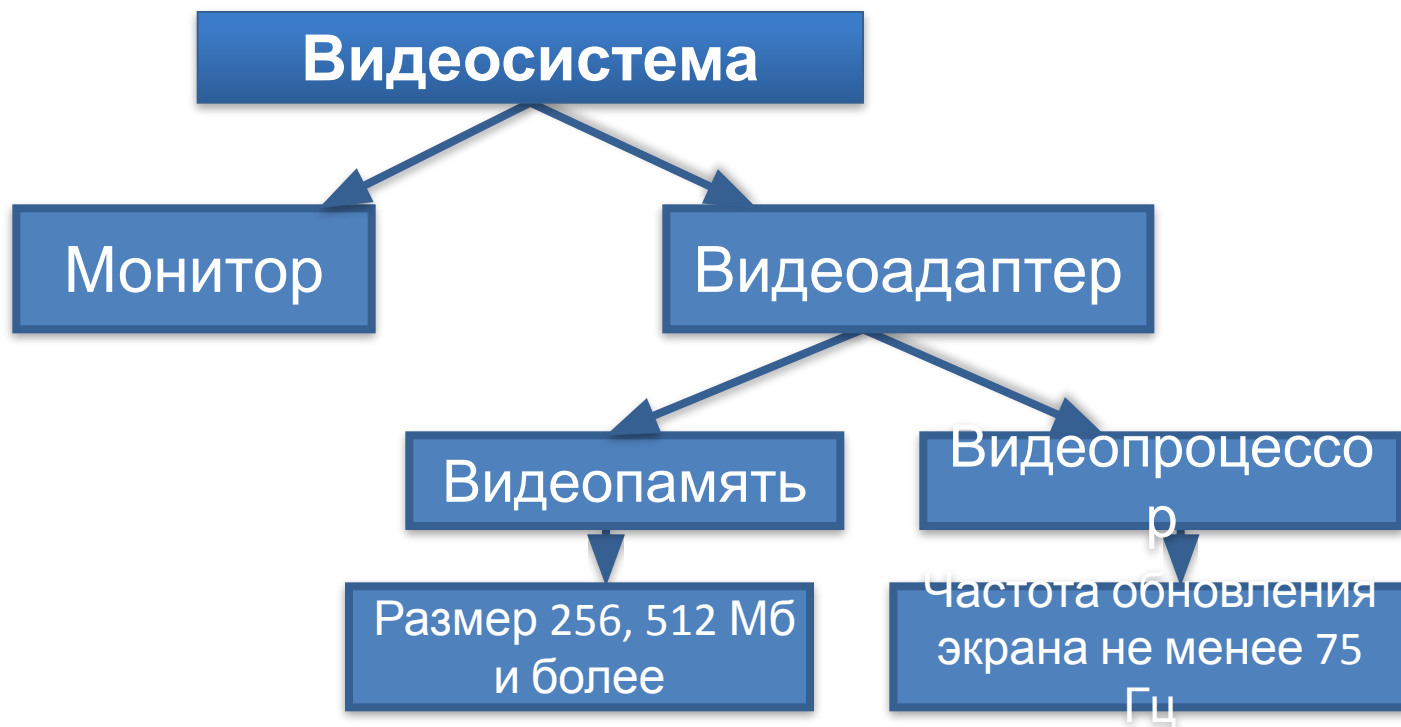 Видеосистема
Монитор
Видеоадаптер
Видеопамять
Видеопроцессо
р
Размер 256, 512 Мб
и более
Частота обновления
экрана не менее 75
Гц